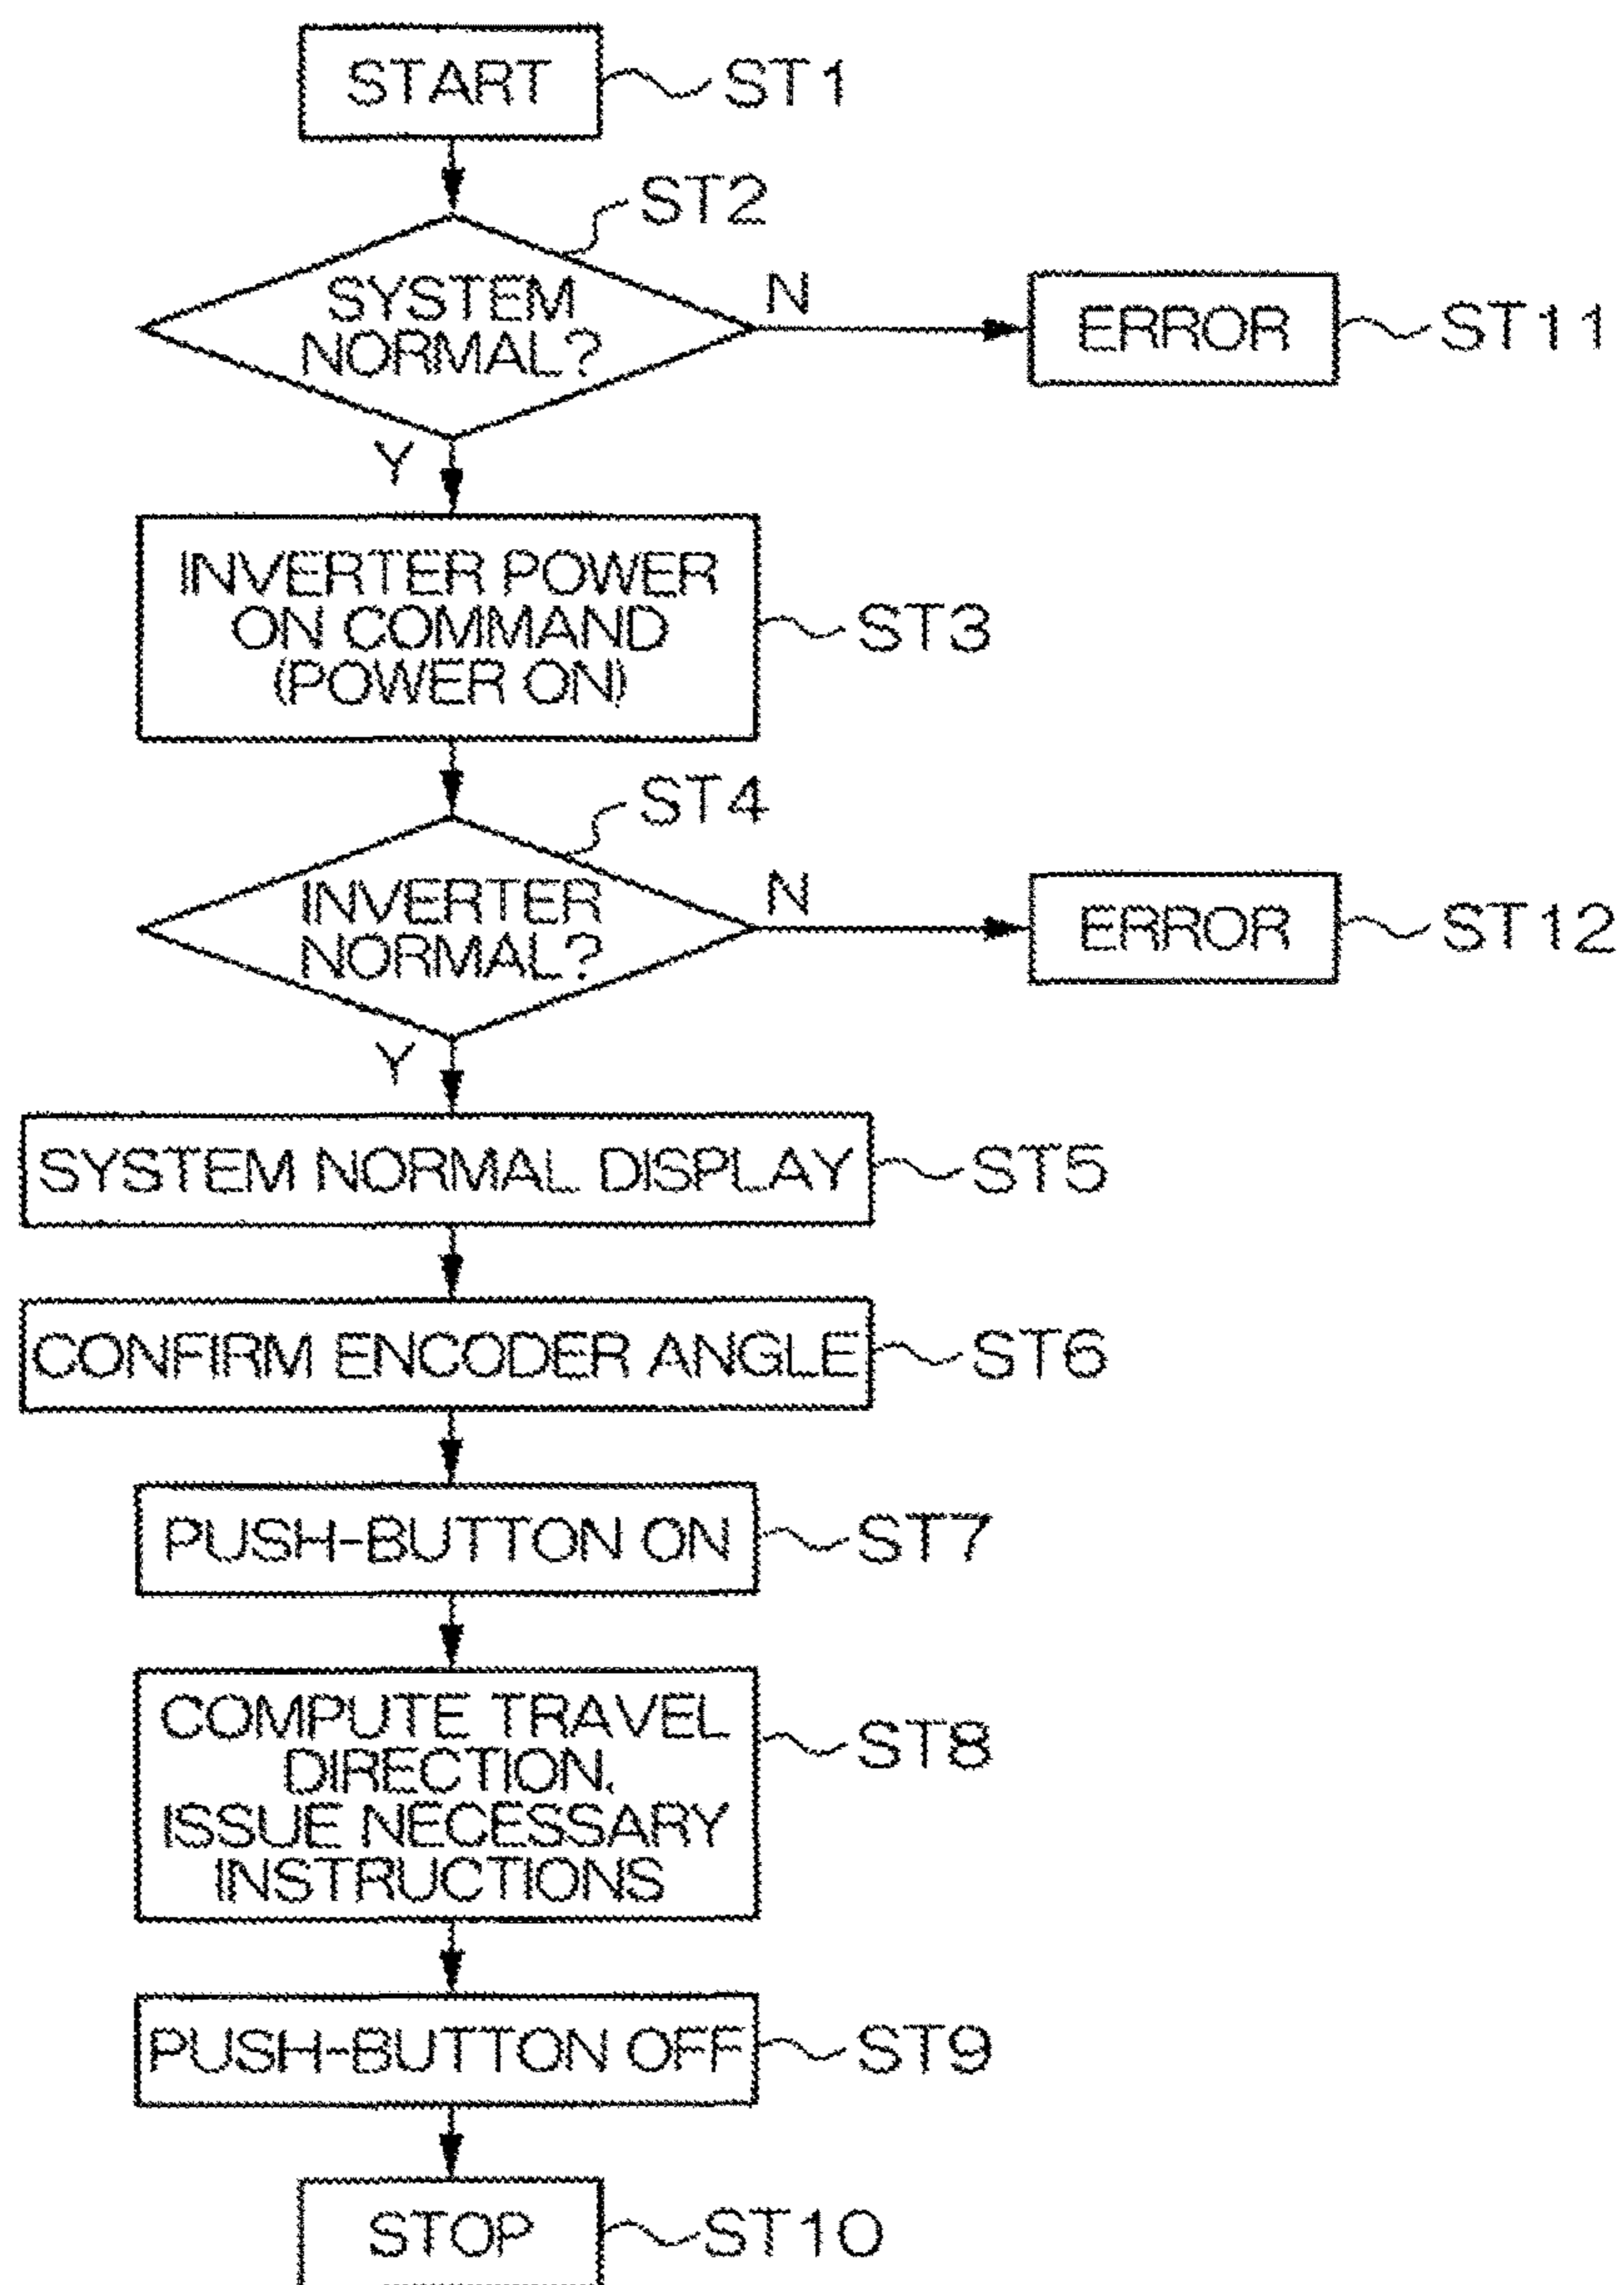 START ST1
ST2
SYSTEM
NORMAL?
N
ERROR ST11
Y
INVERTER POWER
ON COMMAND
(POWER ON)
ST3
ST4
INVERTER
NORMAL?
N
ERROR ST12
Y
SYSTEM NORMAL DISPLAY ST5
CONFIRM ENCODER ANGLE ST6
PUSH-BUTTON ON ST7
COMPUTE TRAVEL
DIRECTION,
ISSUE NECESSARY
INSTRUCTIONS
ST8
PUSH-BUTTON OFF ST9
STOP ST10